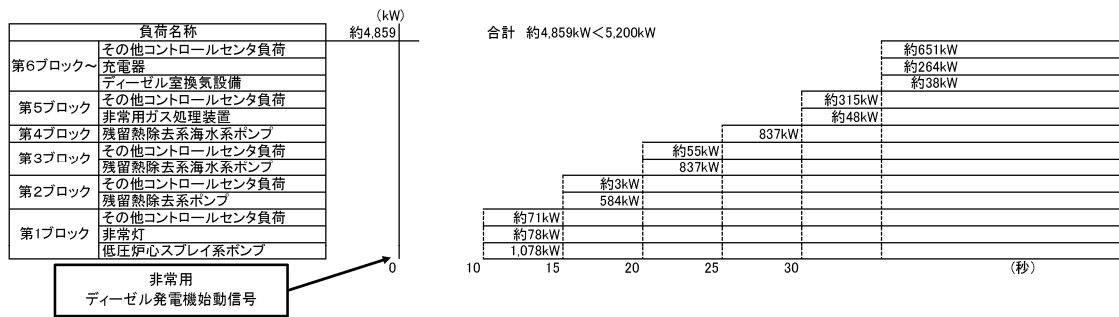 (kW)
負荷名称 約4,859 合計 約4,859kW<5,200kW
第6ブロック～ その他コントロールセンタ負荷 約651kW
充電器 約264kW
ディーゼル室換気設備 約38kW
第5ブロック その他コントロールセンタ負荷 約315kW
非常用ガス処理装置 約48kW
第4ブロック 残留熱除去系海水系ポンプ 837kW
第3ブロック その他コントロールセンタ負荷 約55kW
残留熱除去系海水系ポンプ 837kW
第2ブロック その他コントロールセンタ負荷 約3kW
残留熱除去系ポンプ 584kW
第1ブロック その他コントロールセンタ負荷 約71kW
非常灯 約78kW
低圧炉心スプレイ系ポンプ 1,078kW
0 10 15 20 25 30 (秒)
非常用
ディーゼル発電機始動信号